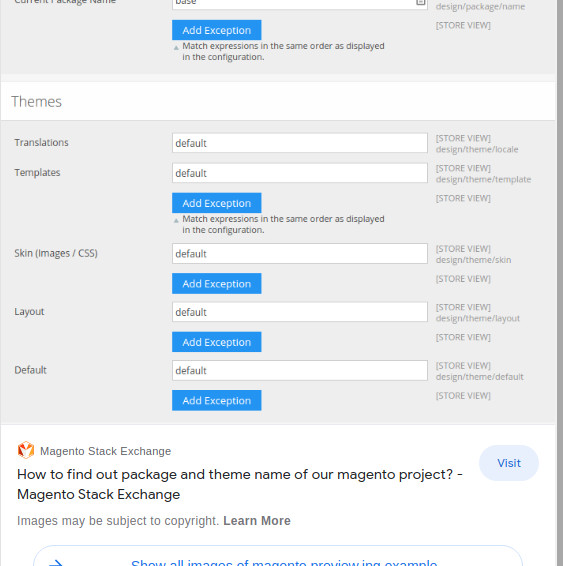 Current Package Name
base
design/package/name
Add Exception
[STORE VIEW]
▲ Match expressions in the same order as displayed
in the configuration.
Themes
Translations
default
[STORE VIEW]
design/theme/locale
Templates
default
[STORE VIEW]
design/theme/template
Add Exception
[STORE VIEW]
▲ Match expressions in the same order as displayed
in the configuration.
Skin (Images / CSS)
default
[STORE VIEW]
design/theme/skin
Add Exception
[STORE VIEW]
Layout
default
[STORE VIEW]
design/theme/layout
Add Exception
[STORE VIEW]
Default
default
[STORE VIEW]
design/theme/default
Add Exception
[STORE VIEW]
Magento Stack Exchange
Visit
How to find out package and theme name of our magento project? -
Magento Stack Exchange
Images may be subject to copyright. Learn More
Show all images of magento preview.jpg example